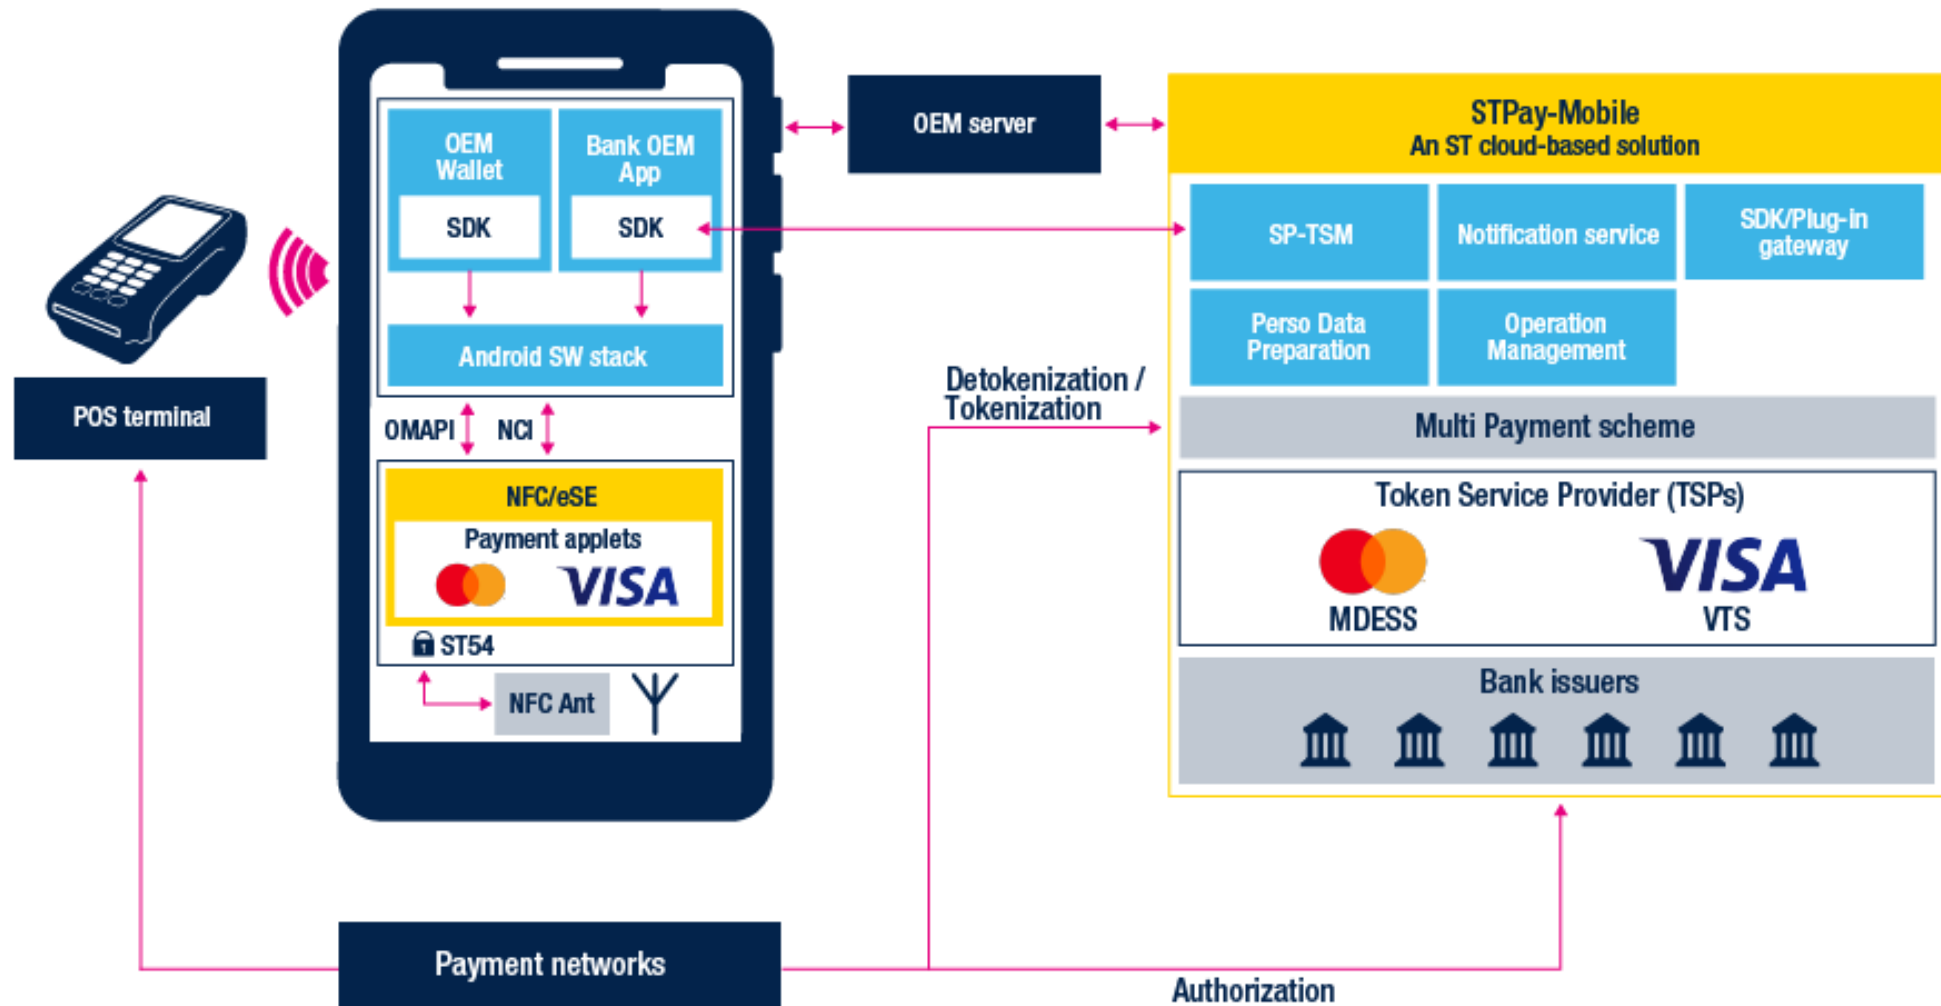 OEM
Wallet
SDK
Bank OEM
App
SDK
Android SW stack
OMAPI
NCI
NFC/eSE
Payment applets
VISA
ST54
NFC Ant
POS terminal
OEM server
STPay-Mobile
An ST cloud-based solution
SP-TSM
Notification service
SDK/Plug-in
gateway
Perso Data
Preparation
Operation
Management
Detokenization /
Tokenization
Multi Payment scheme
Token Service Provider (TSPs)
VISA
MDESS
VTS
Bank issuers
Payment networks
Authorization